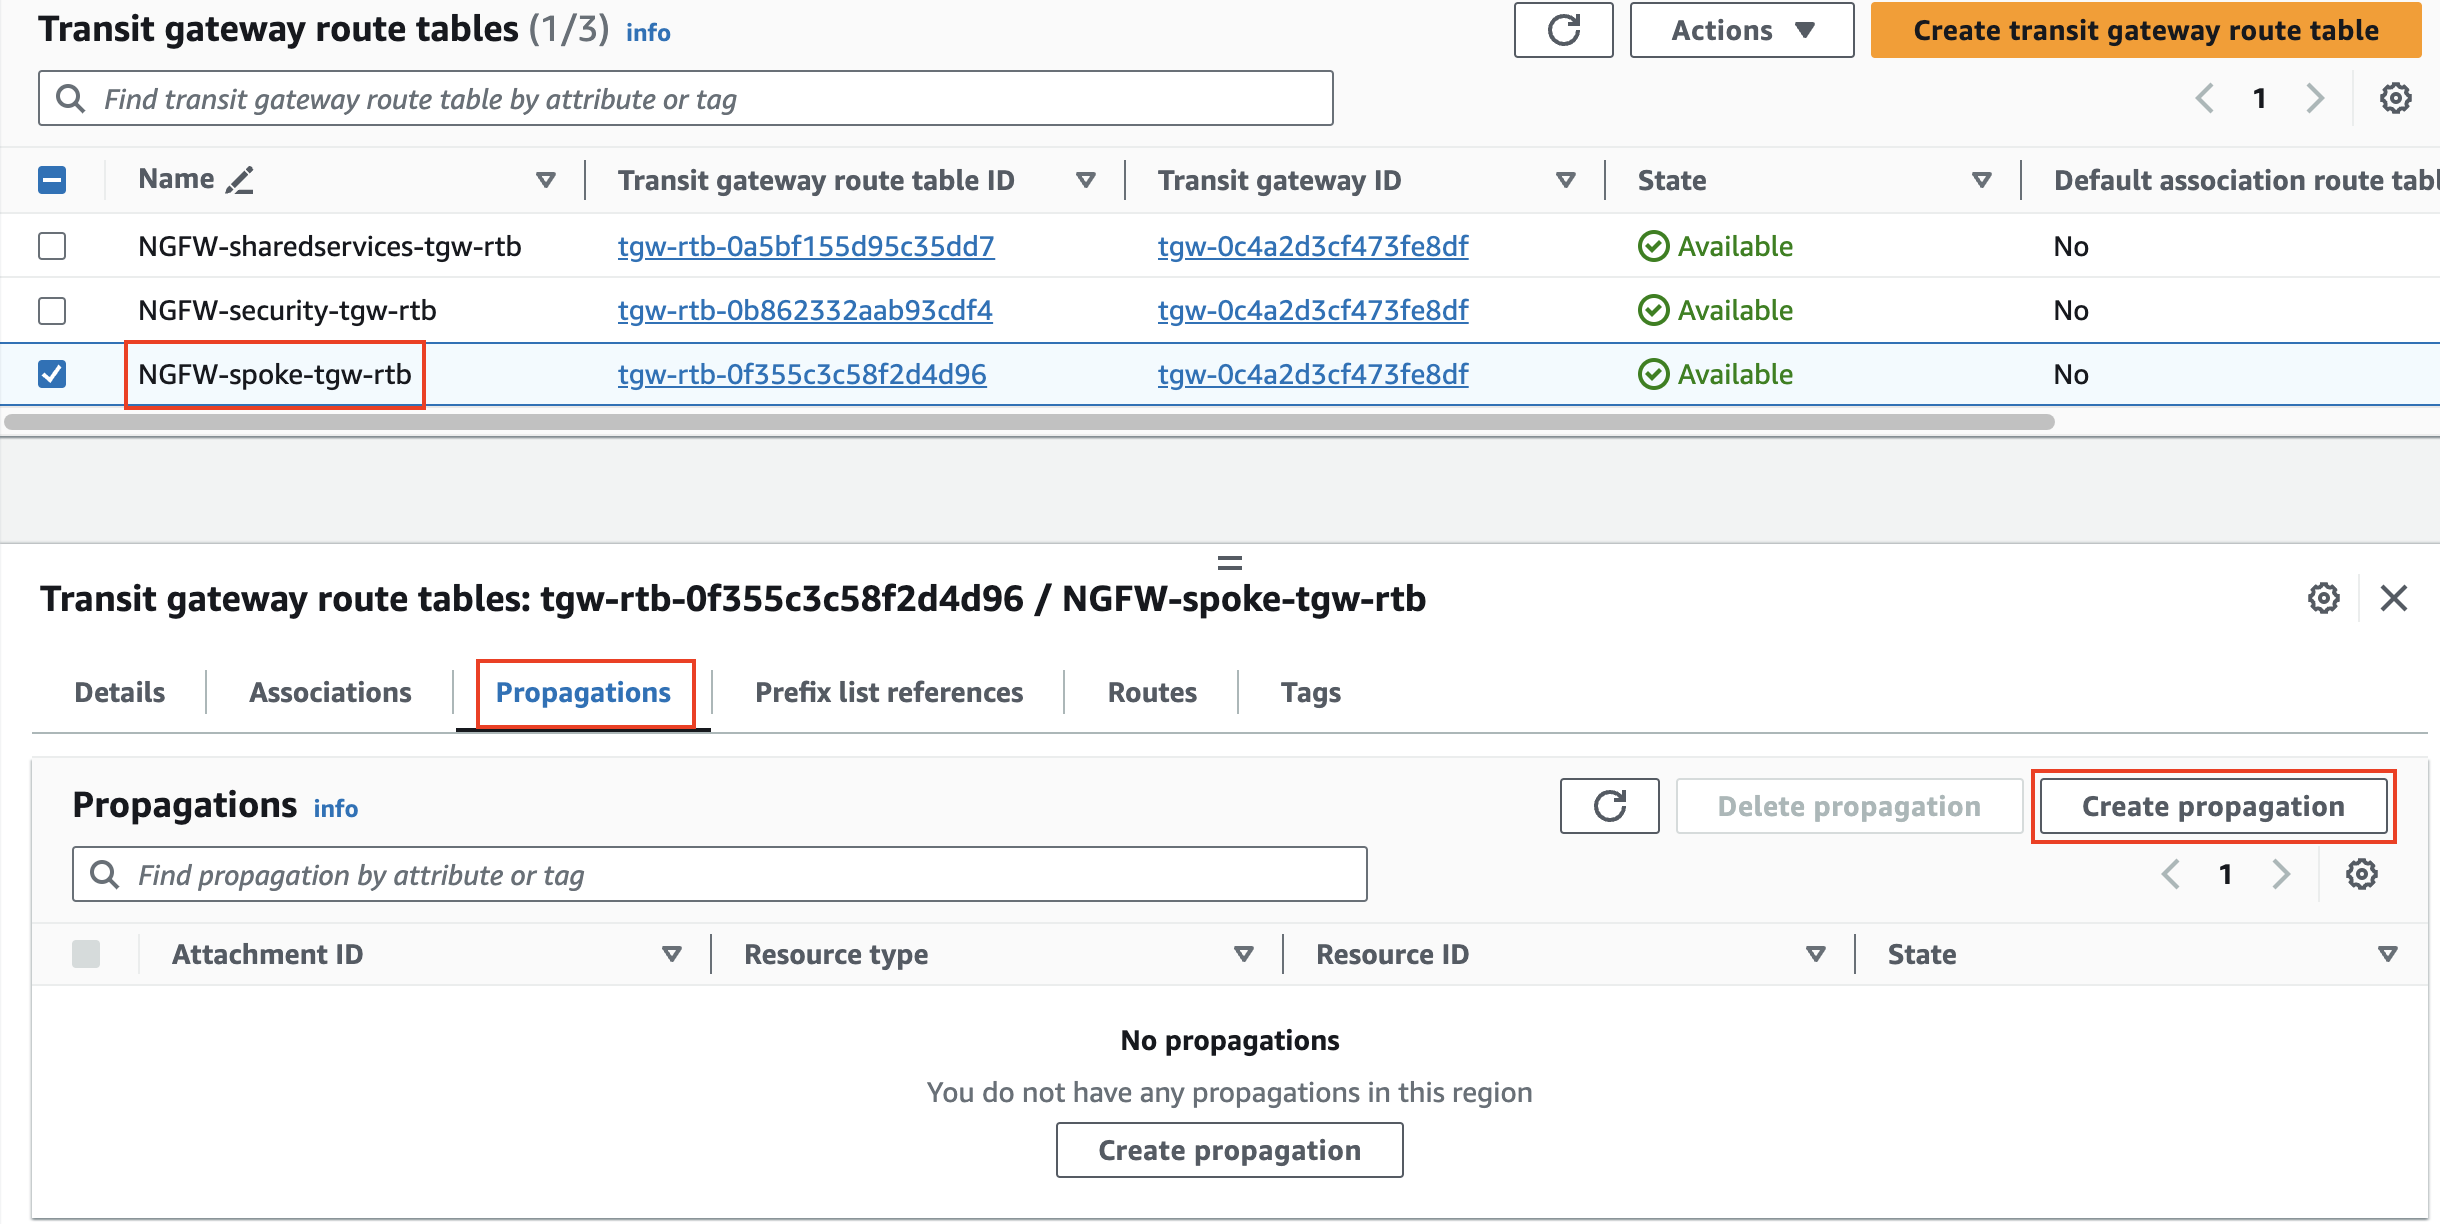 Transit gateway route tables (1/3) info
Actions
Create transit gateway route table
Find transit gateway route table by attribute or tag
1
Name
Transit gateway route table ID
Transit gateway ID
State
Default association route tabl
NGFW-sharedservices-tgw-rtb
tgw-rtb-0a5bf155d95c35dd7
tgw-0c4a2d3cf473fe8df
Available
No
NGFW-security-tgw-rtb
tgw-rtb-0b862332aab93cdf4
tgw-0c4a2d3cf473fe8df
Available
No
NGFW-spoke-tgw-rtb
tgw-rtb-0f355c3c58f2d4d96
tgw-0c4a2d3cf473fe8df
Available
No
Transit gateway route tables: tgw-rtb-0f355c3c58f2d4d96 / NGFW-spoke-tgw-rtb
Details
Associations
Propagations
Prefix list references
Routes
Tags
Propagations info
Delete propagation
Create propagation
Find propagation by attribute or tag
1
Attachment ID
Resource type
Resource ID
State
No propagations
You do not have any propagations in this region
Create propagation